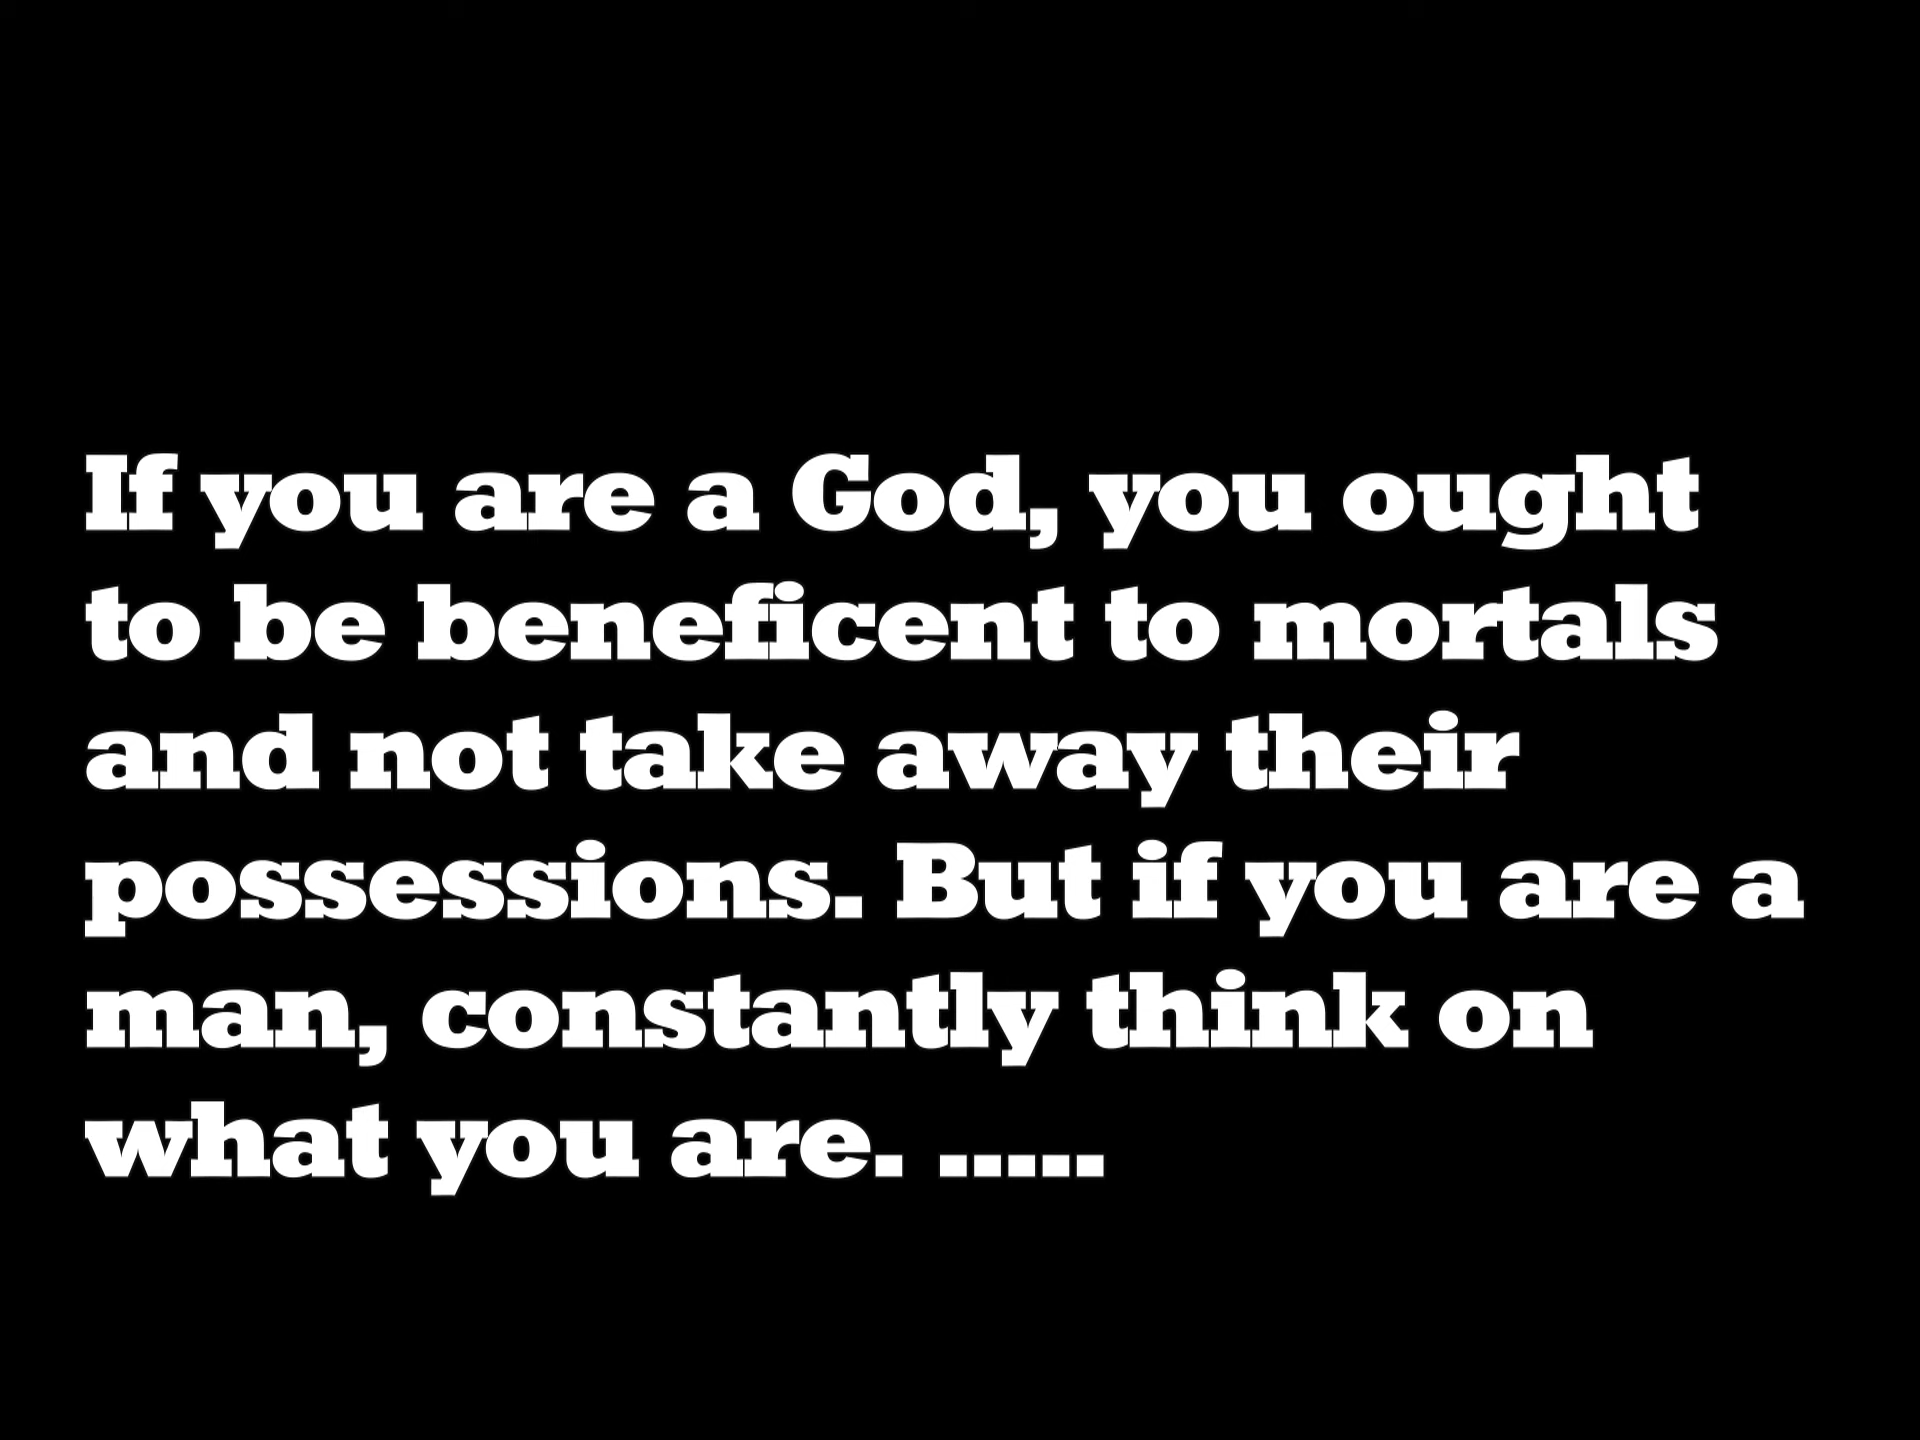 If you are a God, you ought
to be beneficent to mortals
and not take away their
possessions. But if you are a
man, constantly think on
what you are. .....